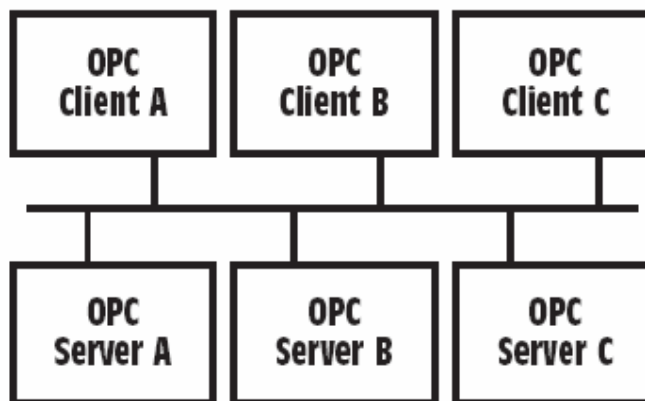 OPC
Client A
OPC
Client B
OPC
Client C
OPC
Server A
OPC
Server B
OPC
Server C